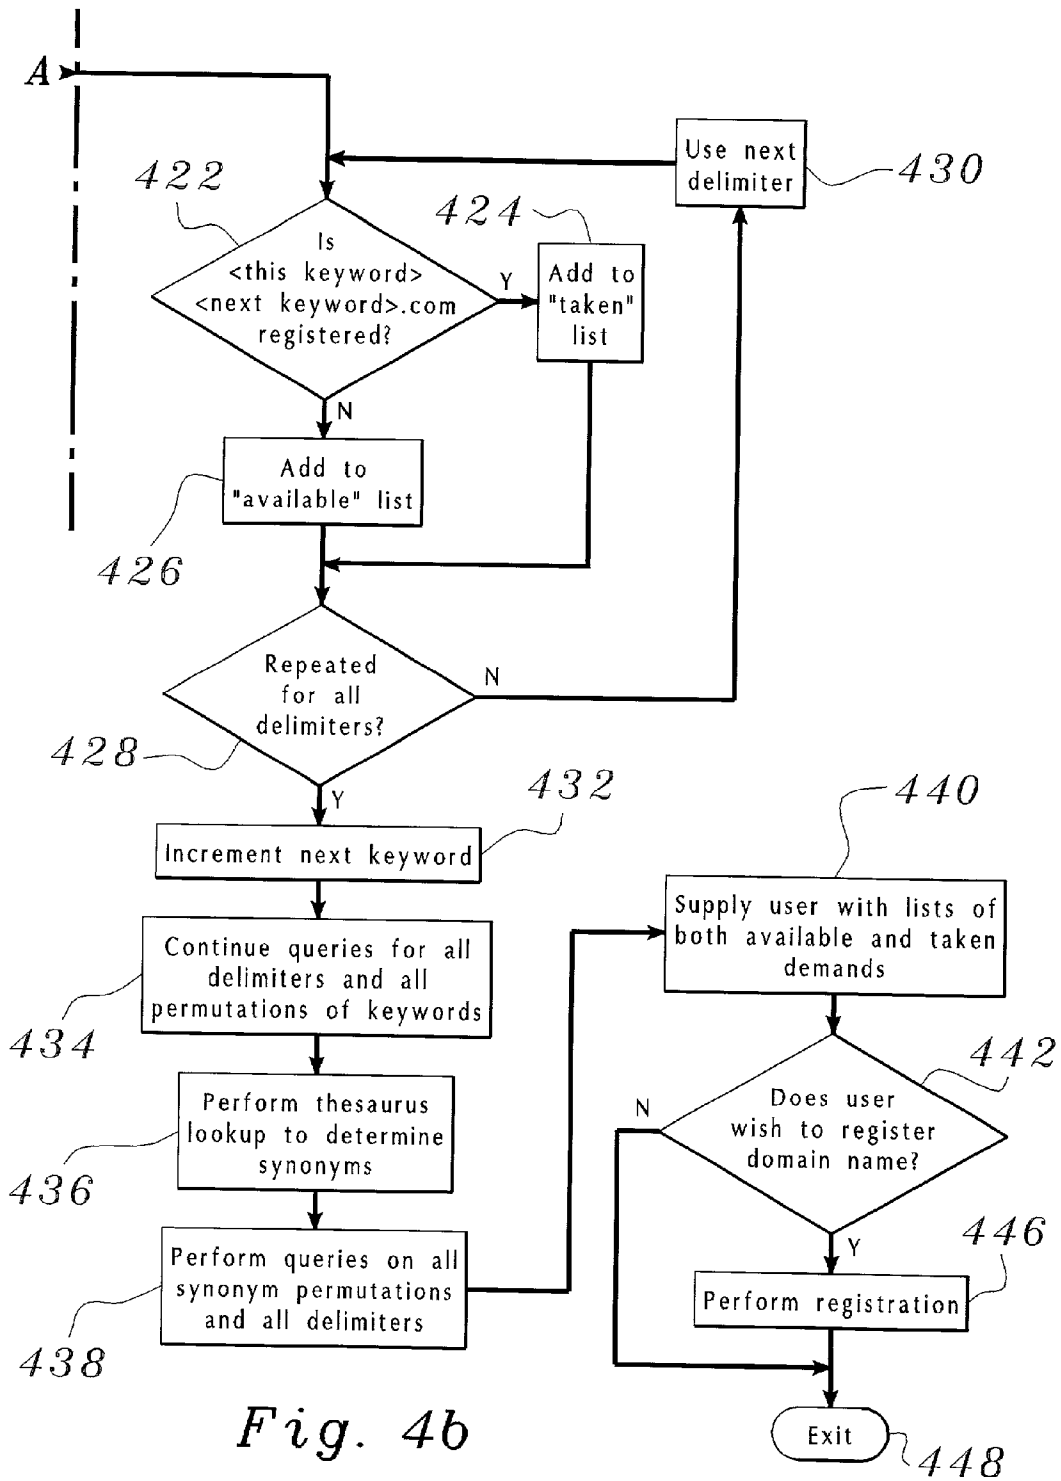 A
Use next
delimiter
430
422
424
Is
<this keyword>
<next keyword>.com
registered?
Y
Add to
"taken"
list
N
Add to
"available" list
426
Repeated
for all
delimiters?
N
428
Y
432
Increment next keyword
440
Supply user with lists of
both available and taken
demands
Continue queries for all
delimiters and all
permutations of keywords
434
442
Does user
wish to register
domain name?
N
Perform thesaurus
lookup to determine
synonyms
436
Y
446
Perform queries on all
synonym permutations
and all delimiters
438
Perform registration
Exit
448
Fig. 4b